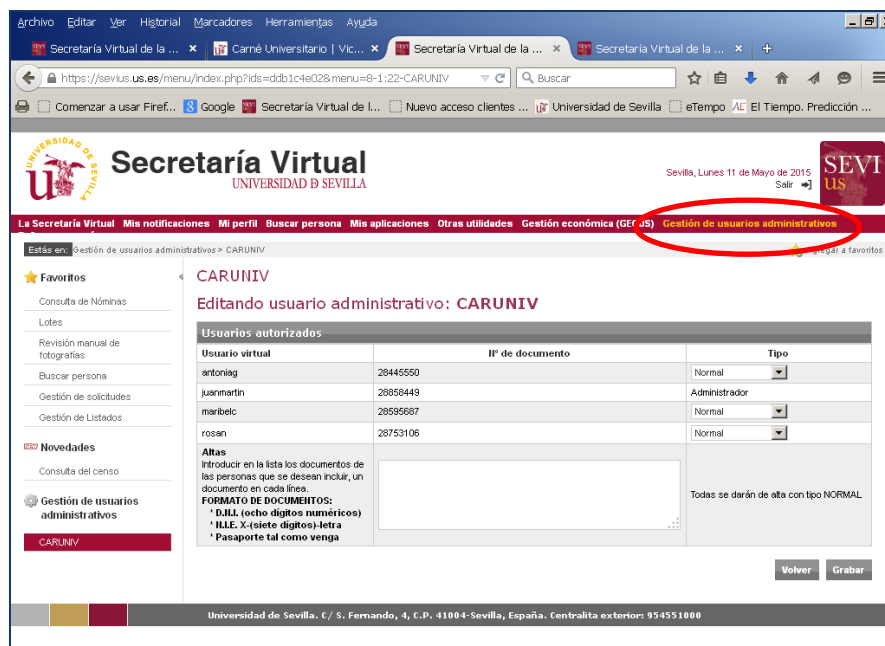 Archivo Editar Ver Historial Marcadores Herramientas Ayuda
Secretaría Virtual de la ... Carné Universitario | Vic... Secretaría Virtual de la ... Secretaría Virtual de la ...
https://sevius.us.es/menu/index.php?ids=ddb1c4e02&menu=8-1:22-CARUNIV Buscar
Comenzar a usar Firef... Google Secretaría Virtual de l... Nuevo acceso clientes ... Universidad de Sevilla eTempo El Tiempo. Predicción ...
UNIVERSIDAD DE SEVILLA
Secretaría Virtual
UNIVERSIDAD D SEVILLA
Sevilla, Lunes 11 de Mayo de 2015
Salir
SEVI
US
La Secretaría Virtual Mis notificaciones Mi perfil Buscar persona Mis aplicaciones Otras utilidades Gestión económica (GE US) Gestión de usuarios administrativos
Estás en: Gestión de usuarios administrativos > CARUNIV
Agregar a favoritos
Favoritos
Consulta de Nóminas
Lotes
Revisión manual de
fotografías
Buscar persona
Gestión de solicitudes
Gestión de Listados
Novedades
Consulta del censo
Gestión de usuarios
administrativos
CARUNIV
CARUNIV
Editando usuario administrativo: CARUNIV
Usuarios autorizados
Usuario virtual Nº de documento Tipo
antoniag 28445550 Normal
juanmartin 28858449 Administrador
maribelc 28595687 Normal
rosan 28753106 Normal
Altas
Introducir en la lista los documentos de
las personas que se desean incluir, un
documento en cada línea.
FORMATO DE DOCUMENTOS:
* D.N.I. (ocho dígitos numéricos)
* N.I.E. X-(siete dígitos)-letra
* Pasaporte tal como venga
Todas se darán de alta con tipo NORMAL
Volver Grabar
Universidad de Sevilla. C/ S. Fernando, 4, C.P. 41004-Sevilla, España. Centralita exterior: 954551000